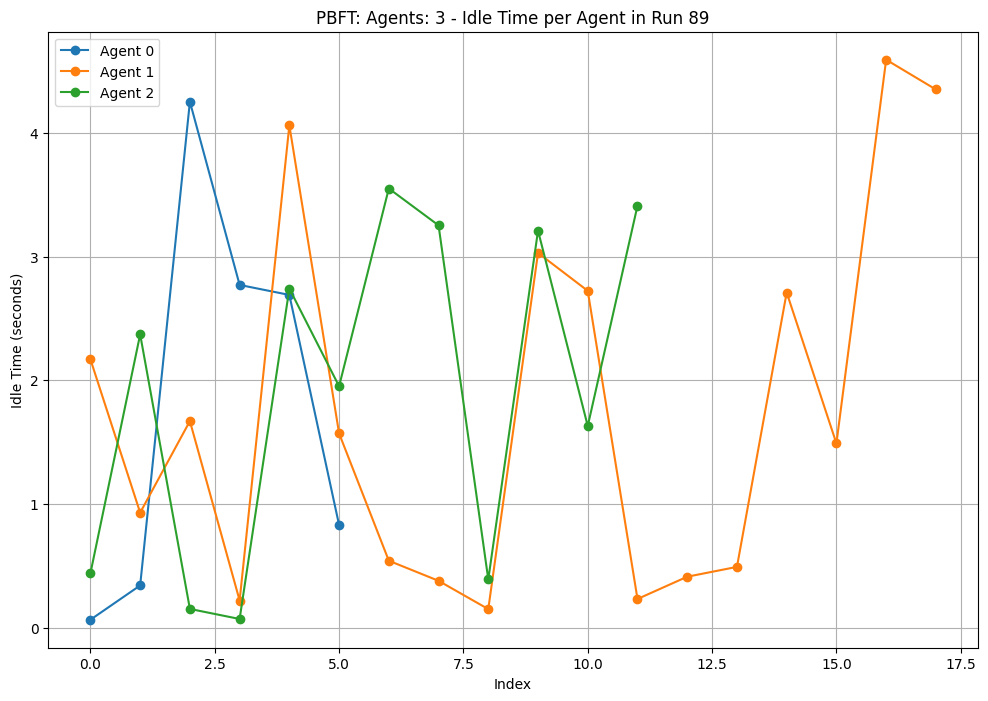 PBFT: Agents: 3 - Idle Time per Agent in Run 89
Agent 0
Agent 1
Agent 2
Idle Time (seconds)
4
3
2
1
0
0.0 2.5 5.0 7.5 10.0 12.5 15.0 17.5
Index